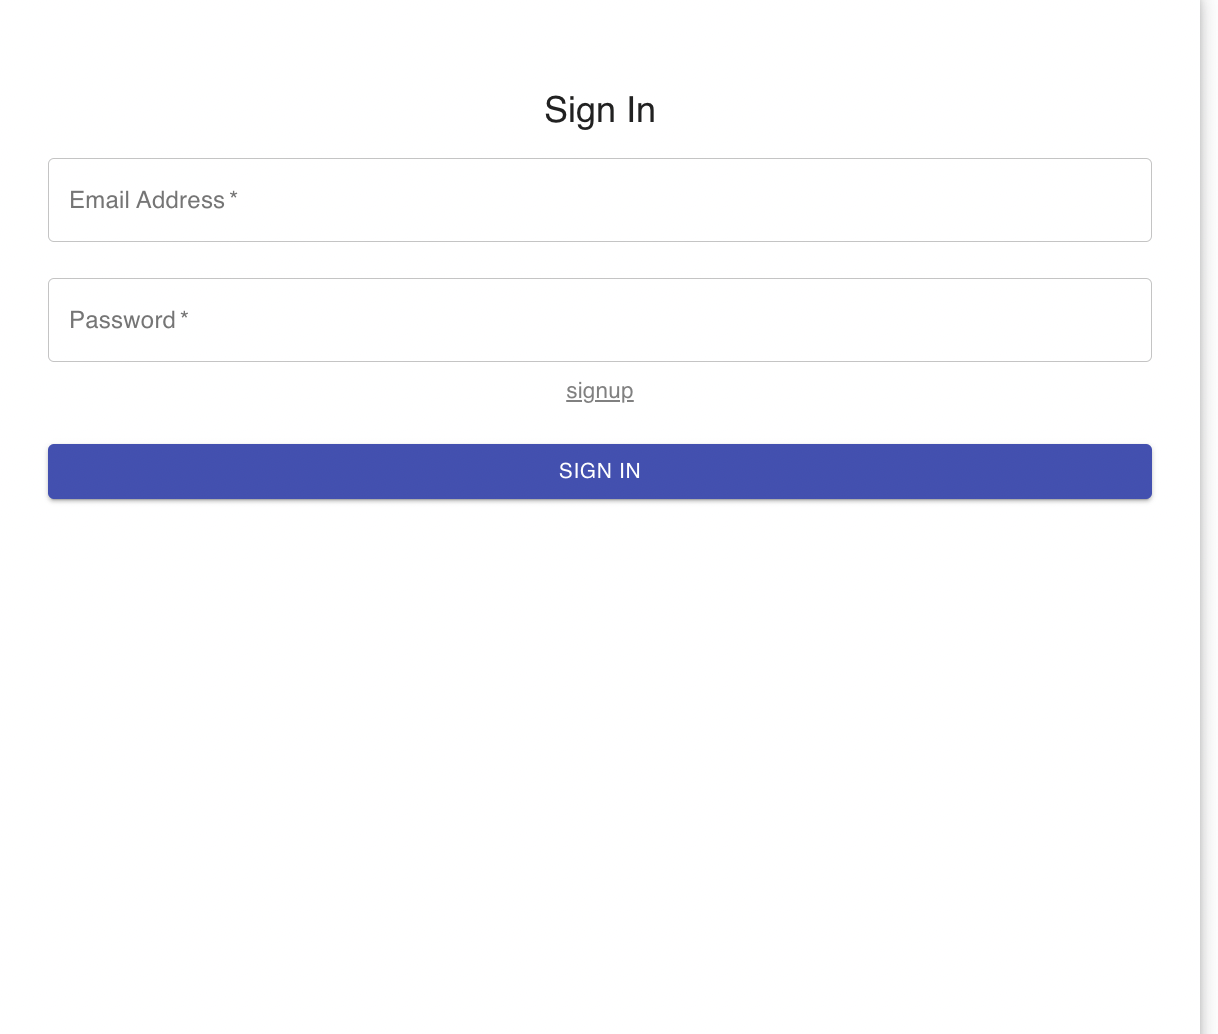 Sign In
Email Address *
Password *
signup
SIGN IN